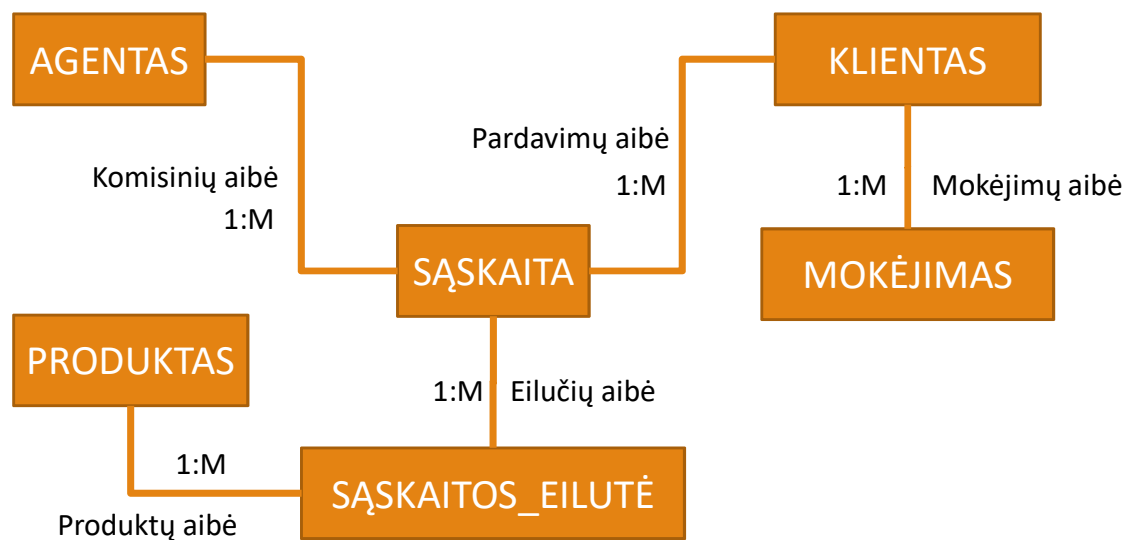 AGENTAS
KLIENTAS
Pardavimų aibė
1:M
Komisinių aibė
1:M
1:M
Mokėjimų aibė
SĄSKAITA
MOKĖJIMAS
PRODUKTAS
1:M
Eilučių aibė
1:M
SĄSKAITOS_EILUTĖ
Produktų aibė